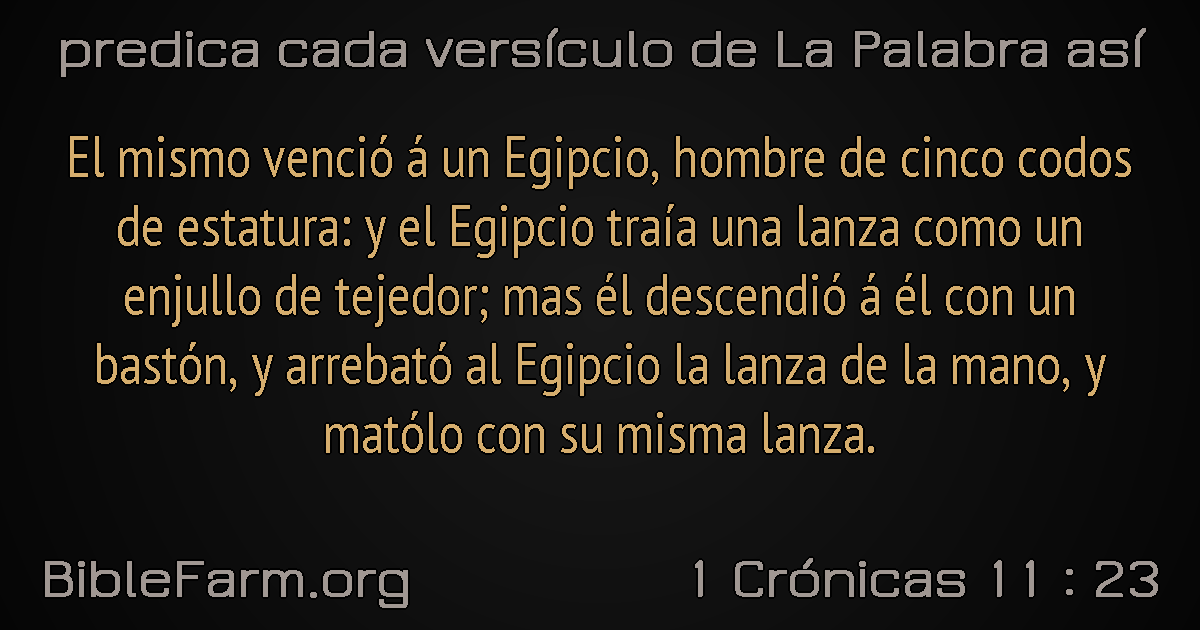 predica cada versículo de La Palabra así
El mismo venció á un Egipcio, hombre de cinco codos
de estatura: y el Egipcio traía una lanza como un
enjullo de tejedor; mas él descendió á él con un
bastón, y arrebató al Egipcio la lanza de la mano, y
matólo con su misma lanza.
BibleFarm.org
1 Crónicas 11 : 23